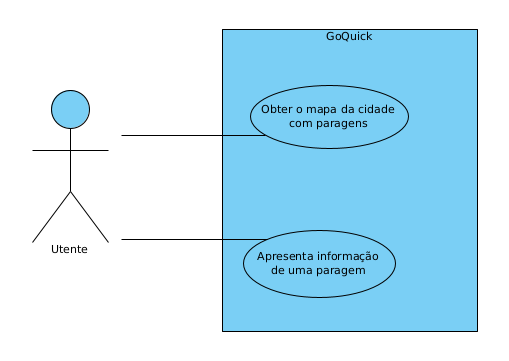 GoQuick
Obter o mapa da cidade
com paragens
Utente
Apresenta informação
de uma paragem